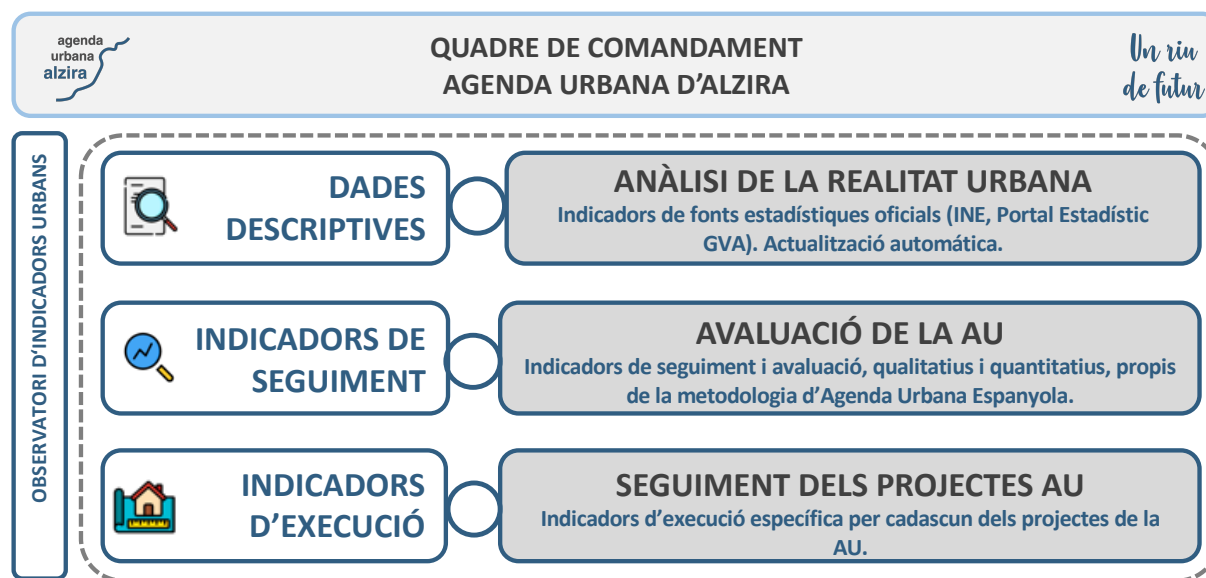 agenda
urbana
alzira
QUADRE DE COMANDAMENT
AGENDA URBANA D'ALZIRA
Un riu
de futur
OBSERVATORI D'INDICADORS URBANS
DADES
DESCRIPTIVES
ANÀLISI DE LA REALITAT URBANA
Indicadors de fonts estadístiques oficials (INE, Portal Estadístic
GVA). Actualització automática.
INDICADORS DE
SEGUIMENT
AVALUACIÓ DE LA AU
Indicadors de seguiment i avaluació, qualitatius i quantitatius, propis
de la metodologia d'Agenda Urbana Espanyola.
INDICADORS
D'EXECUCIÓ
SEGUIMENT DELS PROJECTES AU
Indicadors d'execució específica per cadascun dels projectes de la
AU.